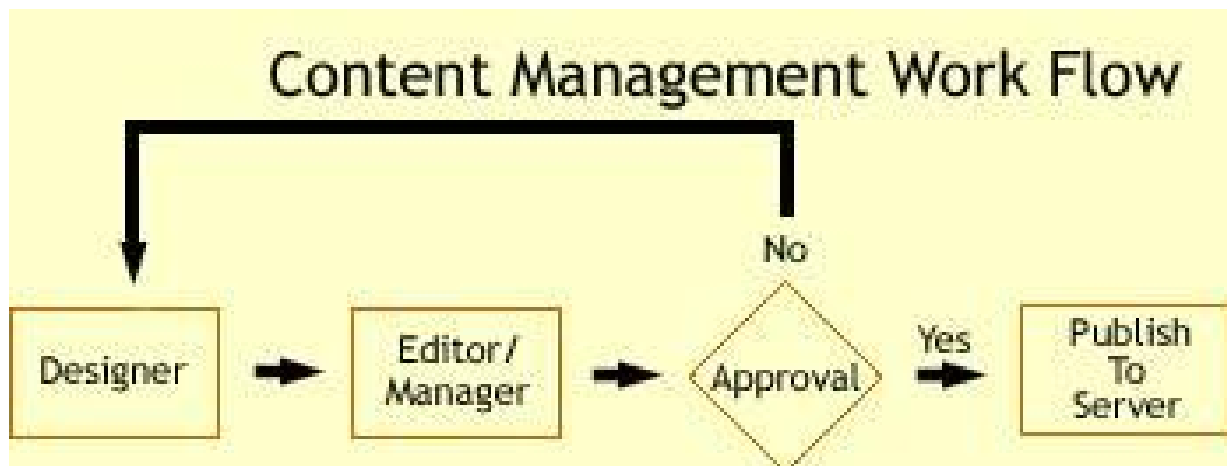 Content Management Work Flow
No
Designer
Editor/
Manager
Approval
Yes
Publish
To
Server